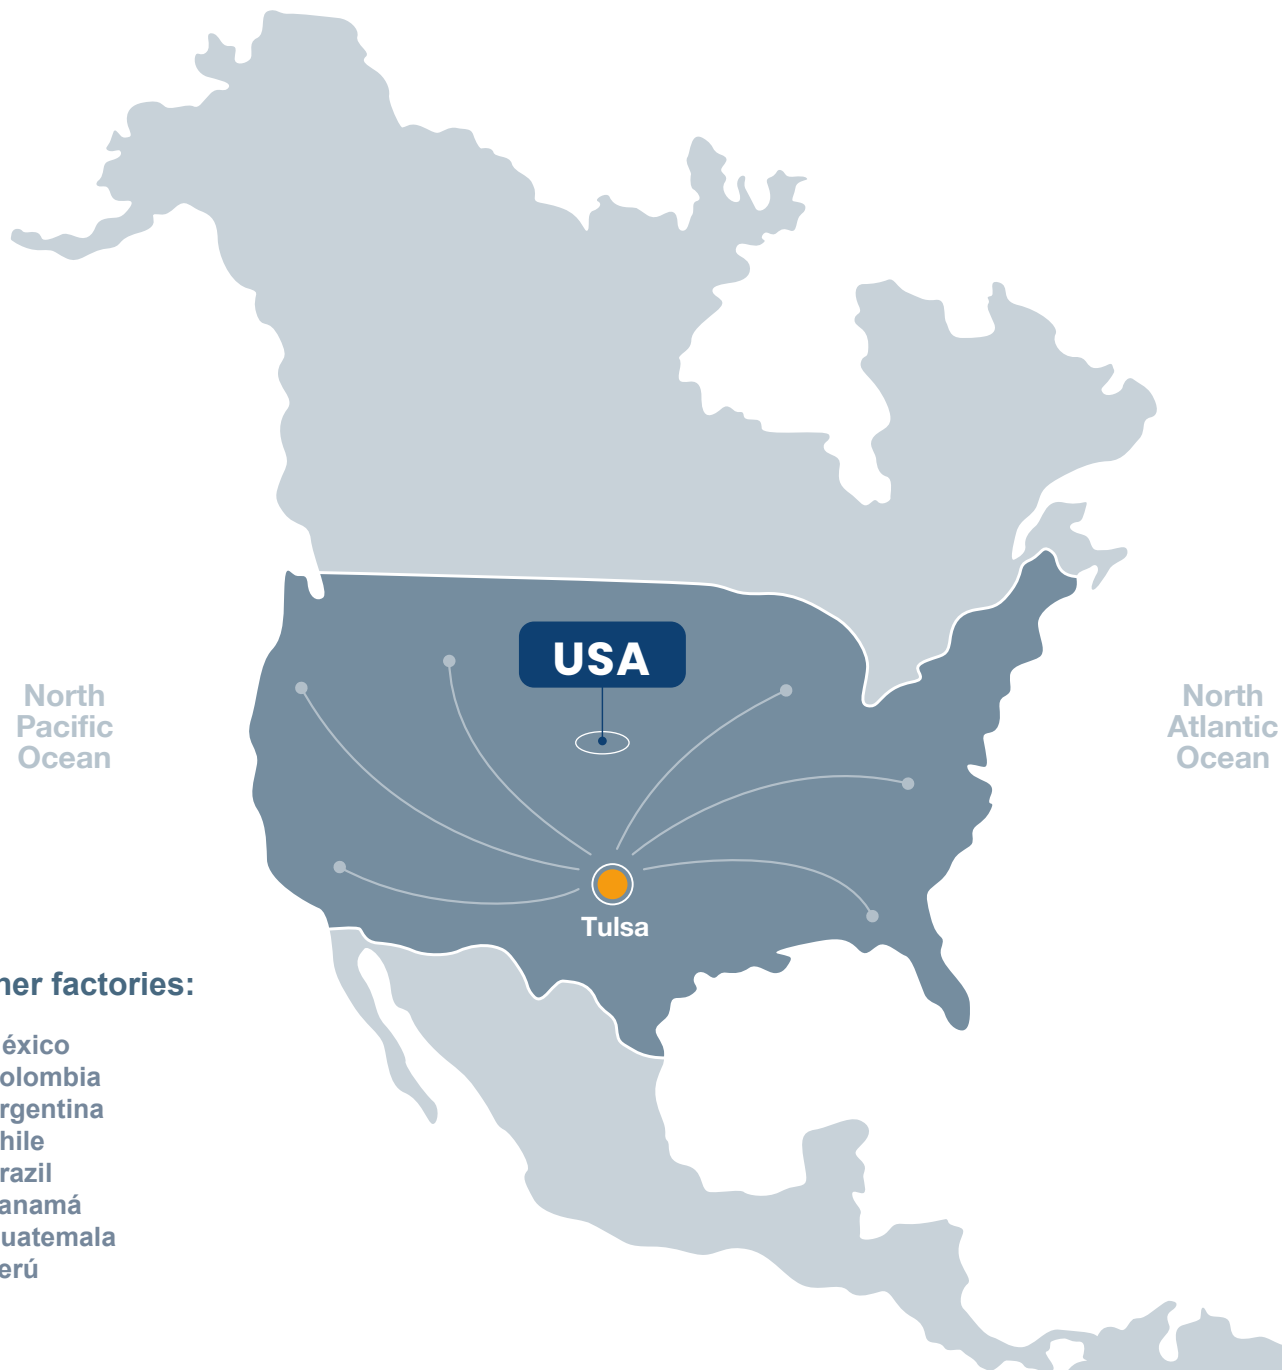 USA
North
Pacific
Ocean
North
Atlantic
Ocean
Tulsa
her factories:
éxico
olombia
rgentina
hile
razil
anamá
uatemala
erú